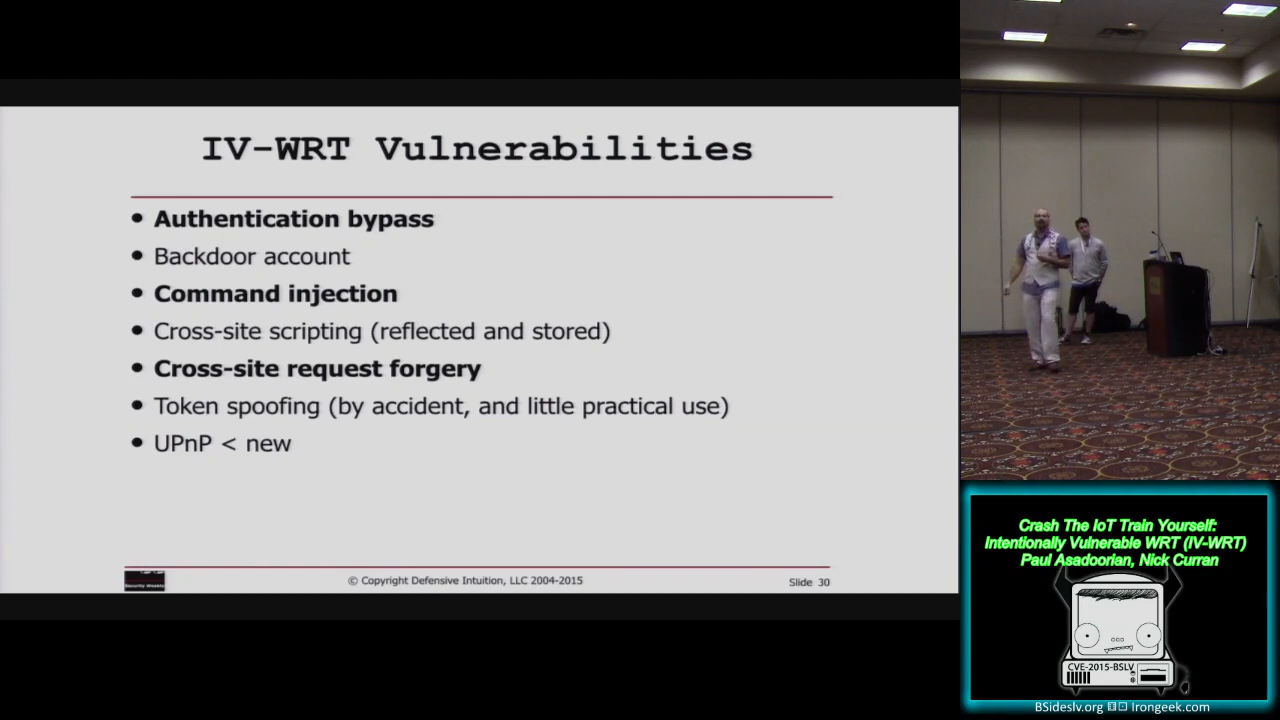 IV-WRT Vulnerabilities
• Authentication bypass
• Backdoor account
• Command injection
• Cross-site scripting (reflected and stored)
• Cross-site request forgery
• Token spoofing (by accident, and little practical use)
• UPnP < new
Security Weekly
© Copyright Defensive Intuition, LLC 2004-2015
Slide 30
Crash The IoT Train Yourself:
Intentionally Vulnerable WRT (IV-WRT)
Paul Asadoorian, Nick Curran
CVE-2015-BSLV
BSideslv.org Irongeek.com